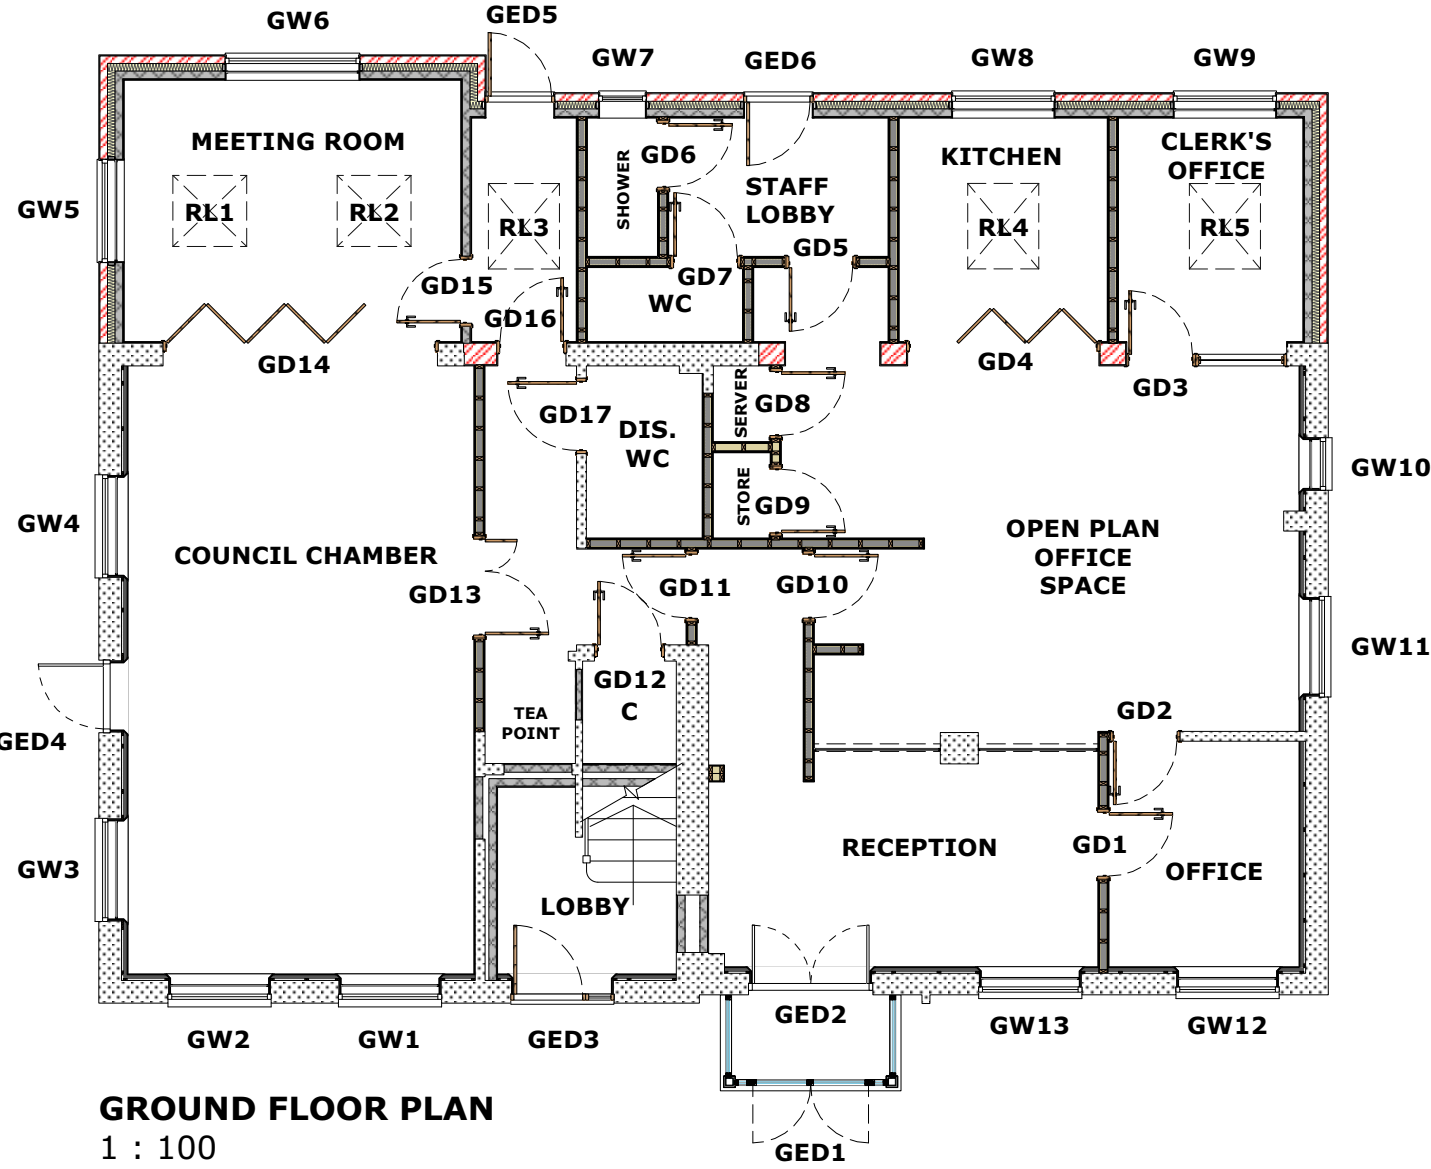 GW6
GED5
GW7
GED6
GW8
GW9
MEETING ROOM
GD6
KITCHEN
CLERK'S
OFFICE
SHOWER
STAFF
LOBBY
GW5
RL1
RL2
RL3
RL4
RL5
GD5
GD15
GD7
WC
GD16
GD14
GD4
GD3
GD17
SERVER
GD8
DIS.
WC
GW10
STORE
GD9
GW4
COUNCIL CHAMBER
OPEN PLAN
OFFICE
SPACE
GD13
GD11
GD10
GW11
GD12
C
TEA
POINT
GD2
GED4
RECEPTION
GD1
OFFICE
GW3
LOBBY
GW2
GW1
GED3
GED2
GW13
GW12
GROUND FLOOR PLAN
1 : 100
GED1